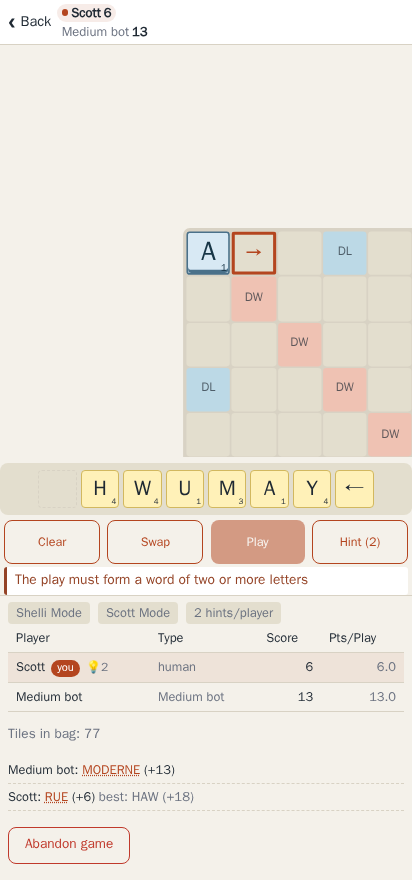 ‹ Back
Scott 6
Medium bot 13
A 1 → DL
DW
DW
DL DW
DW
H 4 W 4 U 1 M 3 A 1 Y 4 ←
Clear Swap Play Hint (2)
The play must form a word of two or more letters
Shelli Mode Scott Mode 2 hints/player
Player Type Score Pts/Play
Scott you 💡2 human 6 6.0
Medium bot Medium bot 13 13.0
Tiles in bag: 77
Medium bot: MODERNE (+13)
Scott: RUE (+6) best: HAW (+18)
Abandon game